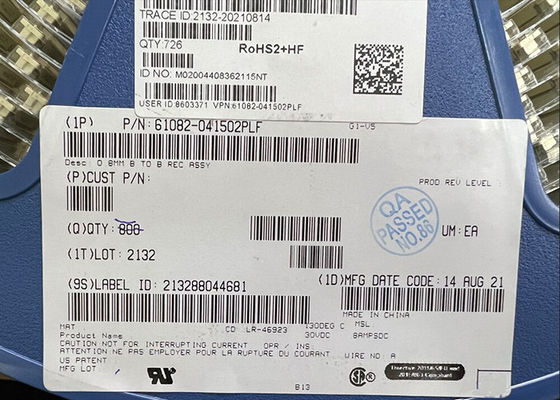 TRACE ID:2132-20210814
QTY:726
RoHS2+HF
ID NO: M02004408362115NT
USER ID:8603371 VPN:61082-041502PLF
(1P) P/N:61082-041502PLF
G1-V5
Desc: 0.8MM B TO B REC ASSY
(P)CUST P/N:
PROD REV LEVEL :
(Q)QTY: 800
QA PASSED NO.86
UM:EA
(1T)LOT: 2132
(9S)LABEL ID: 213288044681
(1D)MFG DATE CODE: 14 AUG 21
MADE IN CHINA
MAT
CD LR-46923 130DEG C MSL
Product Name 30VDC 8AMPSDC
CAUTION NOT FOR INTERRUPTING CURRENT OPR / INS:
ATTENTION NE PAS EMPLOYER POUR LA RUPTURE DU COURANT WIRE NO: A
US PATENT
MFG LOT /
B13
Compliant